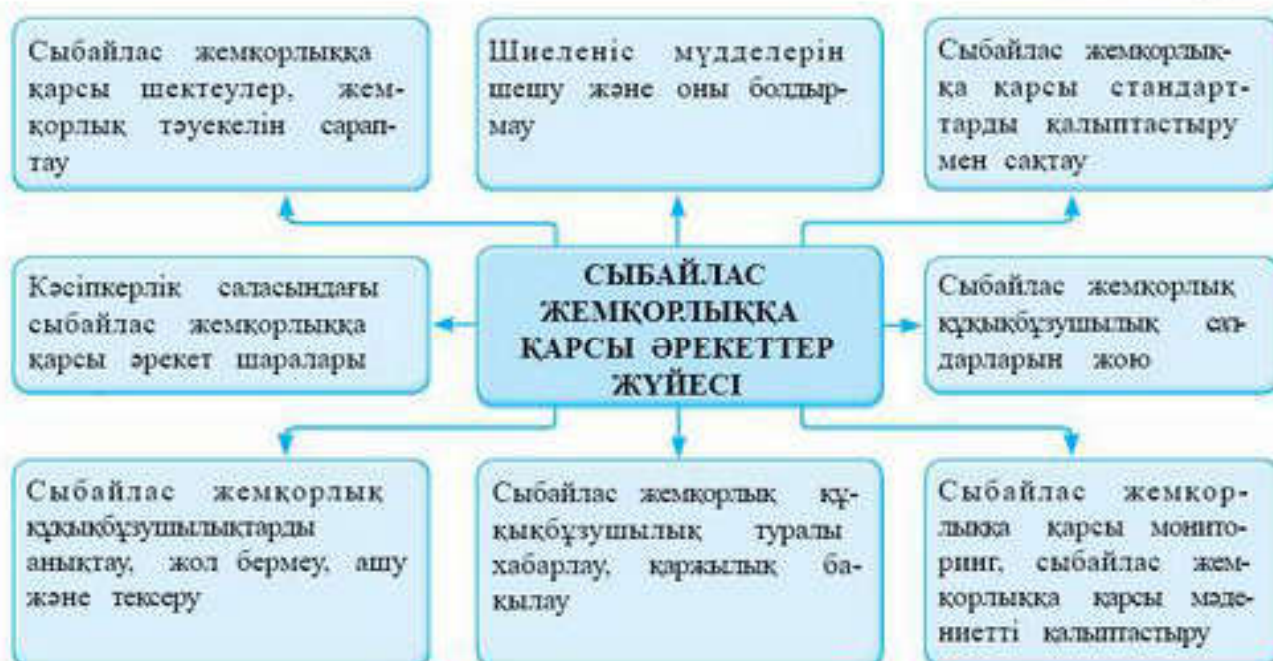 Сыбайлас жемқорлыққа
қарсы шектеулер, жем-
қорлық тәуекелін сарап-
тау
Шиеленіс мүдделерін
шешу және оны болдыр-
мау
Сыбайлас жемқорлық-
қа қарсы стандарт-
тарды қалыптастыру
мен сақтау
Кәсіпкерлік саласындағы
сыбайлас жемқорлыққа
қарсы әрекет шаралары
СЫБАЙЛАС
ЖЕМҚОРЛЫҚҚА
ҚАРСЫ ӘРЕКЕТТЕР
ЖҮЙЕСІ
Сыбайлас жемқорлық
құқықбұзушылық
дарларын жою
Сыбайлас жемқорлық
құқықбұзушылықтарды
анықтау, жол бермеу, ашу
және тексеру
Сыбайлас жемқорлық құ-
қықбұзушылық туралы
хабарлау, қаржылық ба-
қылау
Сыбайлас жемқор-
лыққа қарсы монито-
ринг, сыбайлас жем-
қорлыққа қарсы мәде-
ниетті қалыптастыру